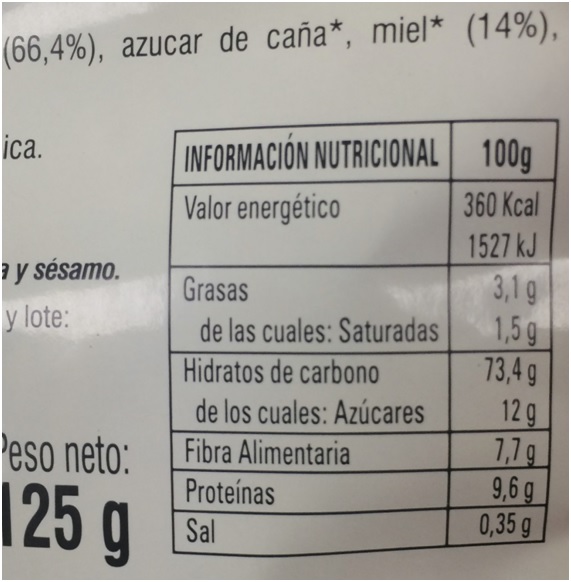 (66,4%), azucar de caña*, miel* (14%),
ica.
INFORMACIÓN NUTRICIONAL 100g
Valor energético 360 Kcal
1527 kJ
a y sésamo.
Grasas 3,1 g
y lote:
de las cuales: Saturadas 1,5 g
Hidratos de carbono 73,4 g
de los cuales: Azúcares 12 g
Peso neto:
Fibra Alimentaria 7,7 g
125 g
Proteínas 9,6 g
Sal 0,35 g